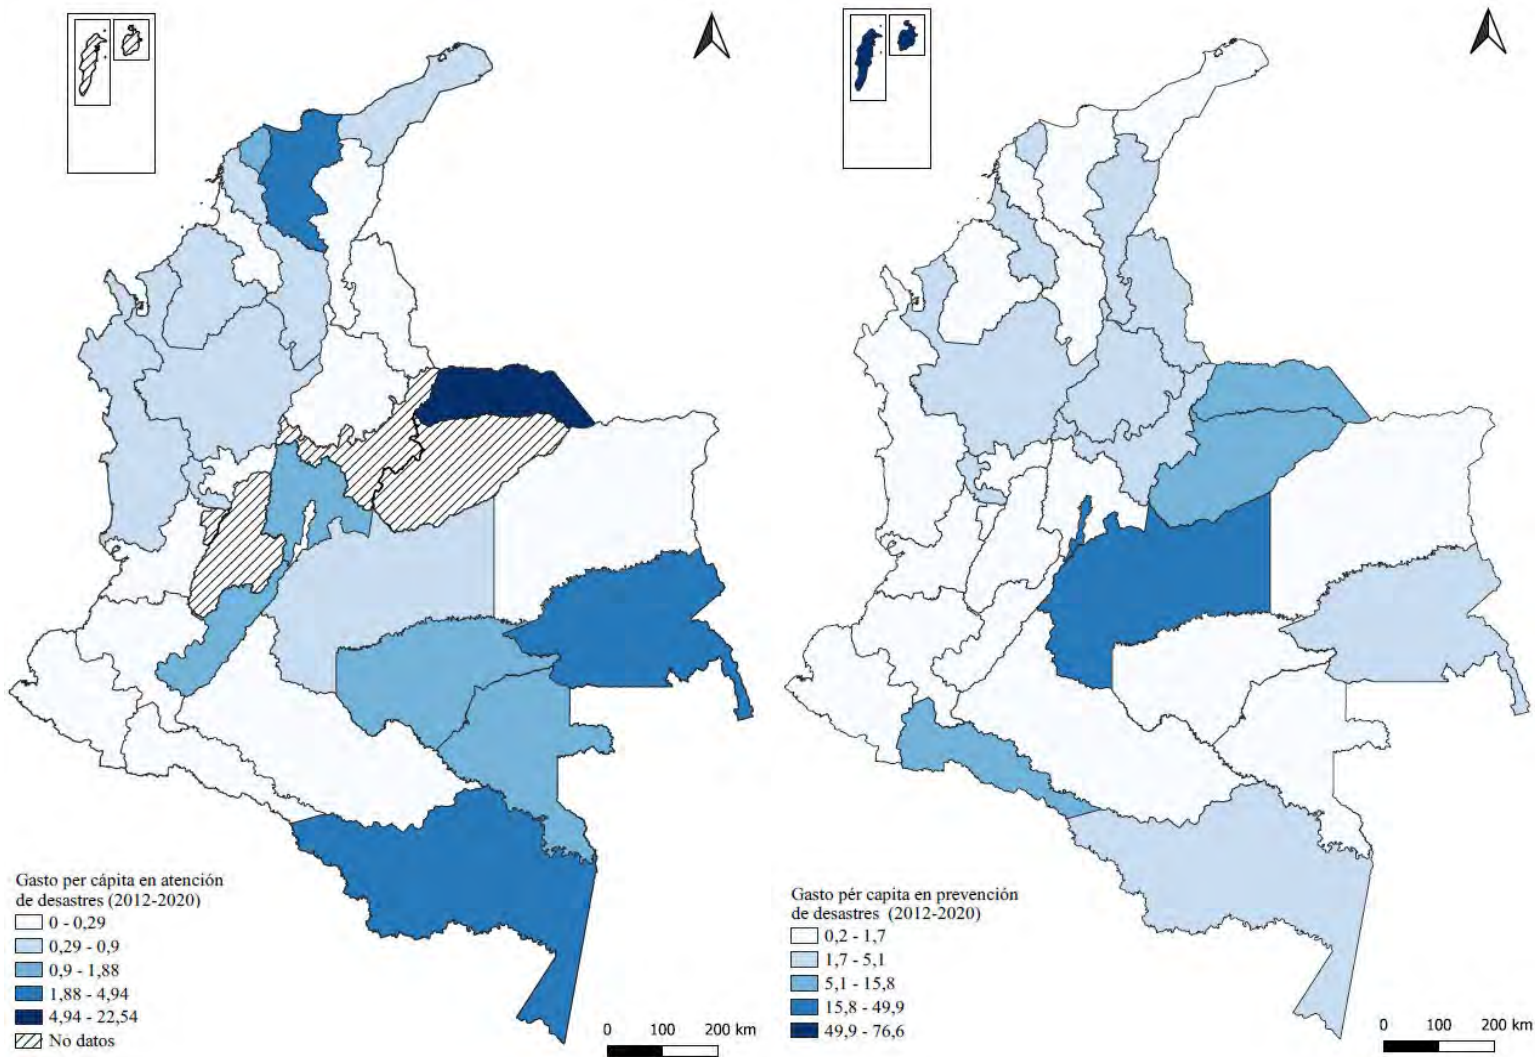 Gasto per cápita en atención
de desastres (2012-2020)
0 - 0,29
0,29 - 0,9
0,9 - 1,88
1,88 - 4,94
4,94 - 22,54
No datos
0 100 200 km
Gasto pér capita en prevención
de desastres (2012-2020)
0,2 - 1,7
1,7 - 5,1
5,1 - 15,8
15,8 - 49,9
49,9 - 76,6
0 100 200 km